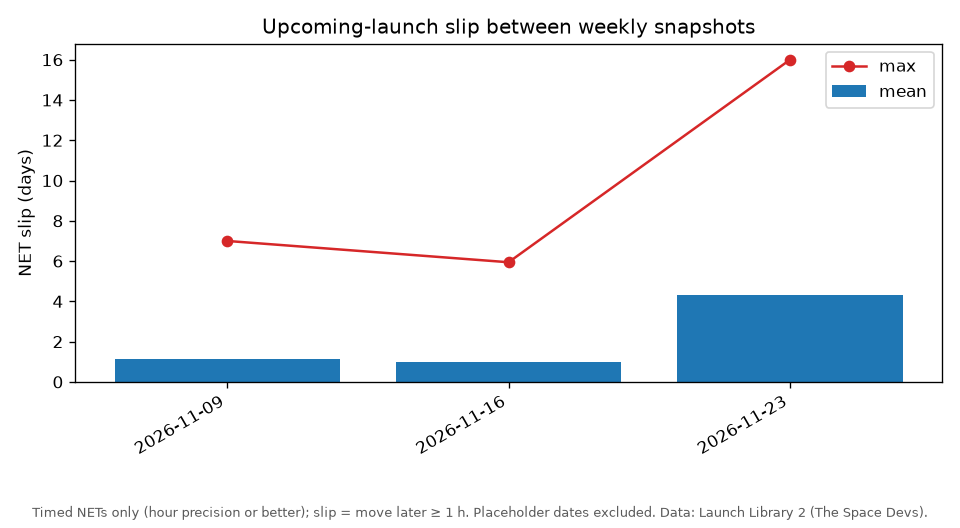 Upcoming-launch slip between weekly snapshots
NET slip (days)
16
14
12
10
8
6
4
2
0
max
mean
2026-11-09
2026-11-16
2026-11-23
Timed NETs only (hour precision or better); slip = move later ≥ 1 h. Placeholder dates excluded. Data: Launch Library 2 (The Space Devs).